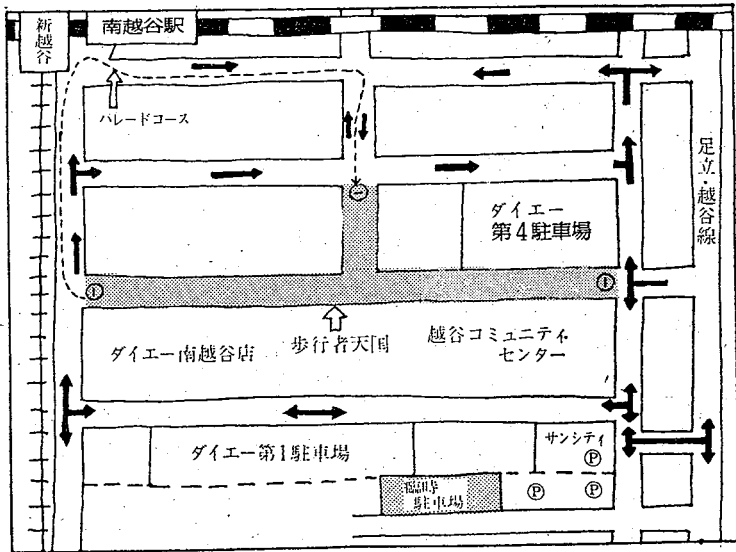 新越谷
南越谷駅
パレードコース
足立・越谷線
ダイエー
第4駐車場
ダイエー南越谷店
歩行者天国
越谷コミュニティ
センター
ダイエー第1駐車場
サンシティ
Ⓟ
臨時
駐車場
Ⓟ
Ⓟ